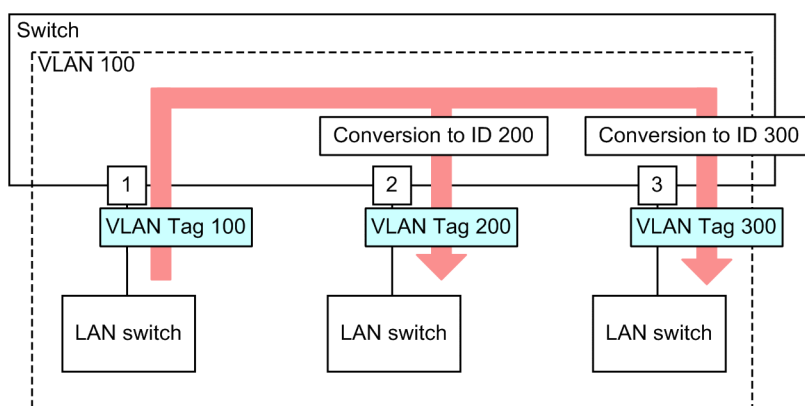 Switch
VLAN 100
Conversion to ID 200
Conversion to ID 300
1
2
3
VLAN Tag 100
VLAN Tag 200
VLAN Tag 300
LAN switch
LAN switch
LAN switch